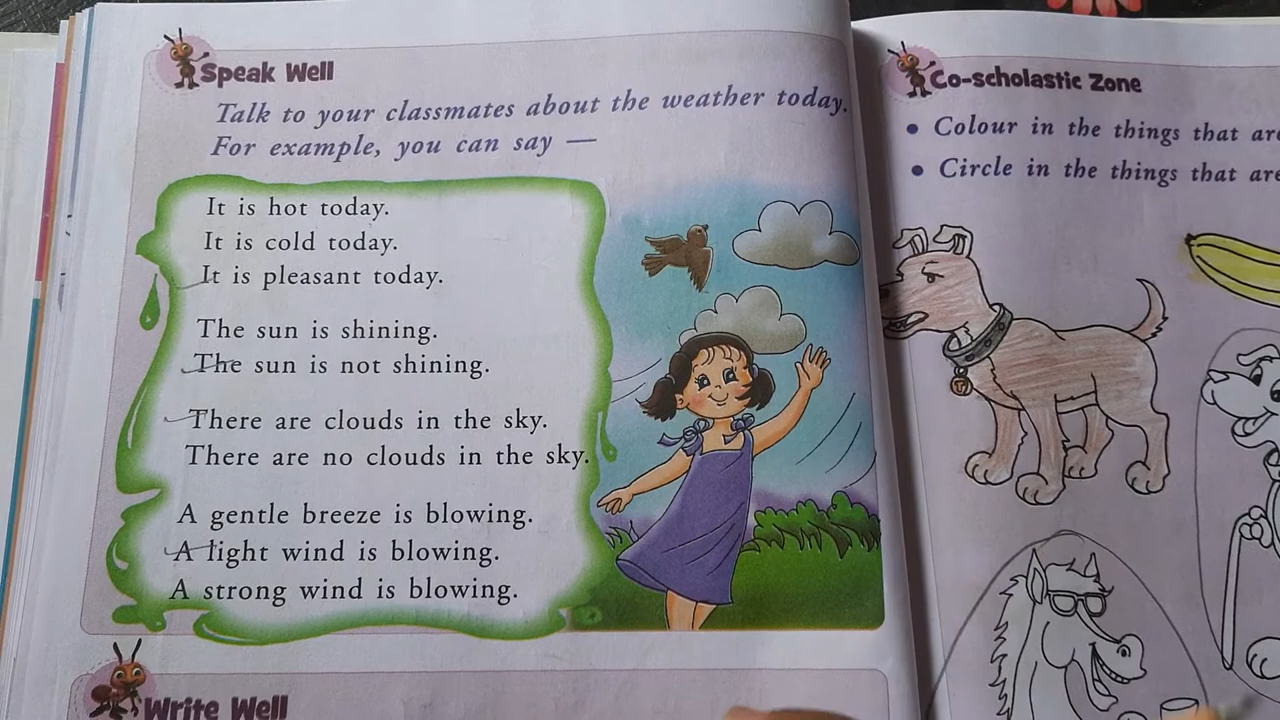 Speak Well
Talk to your classmates about the weather today.
For example, you can say —
It is hot today.
It is cold today.
It is pleasant today.
The sun is shining.
The sun is not shining.
There are clouds in the sky.
There are no clouds in the sky.
A gentle breeze is blowing.
A light wind is blowing.
A strong wind is blowing.
Write Well
Co-scholastic Zone
• Colour in the things that are
• Circle in the things that are
T